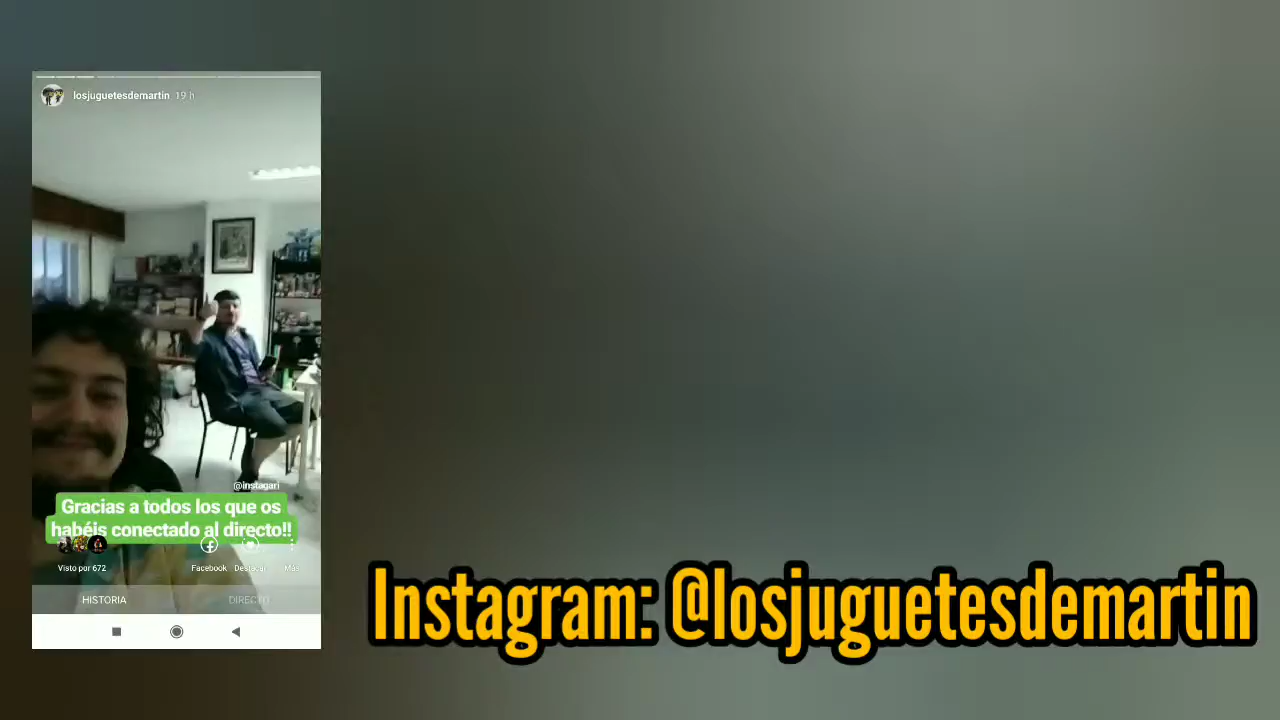 losjuguetesdemartin 19 h
@instagari
Gracias a todos los que os
habéis conectado al directo!!
Visto por 672
Facebook
Destacar
Más
HISTORIA
DIRECTO
Instagram: @losjuguetesdemartin